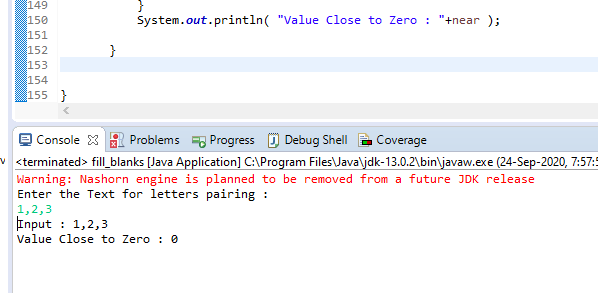 149 }
150 System.out.println( "Value Close to Zero : "+near );
151
152 }
153
154
155 }
Console Problems Progress Debug Shell Coverage
<terminated> fill_blanks [Java Application] C:\Program Files\Java\jdk-13.0.2\bin\javaw.exe (24-Sep-2020, 7:57:5
Warning: Nashorn engine is planned to be removed from a future JDK release
Enter the Text for letters pairing :
1,2,3
Input : 1,2,3
Value Close to Zero : 0